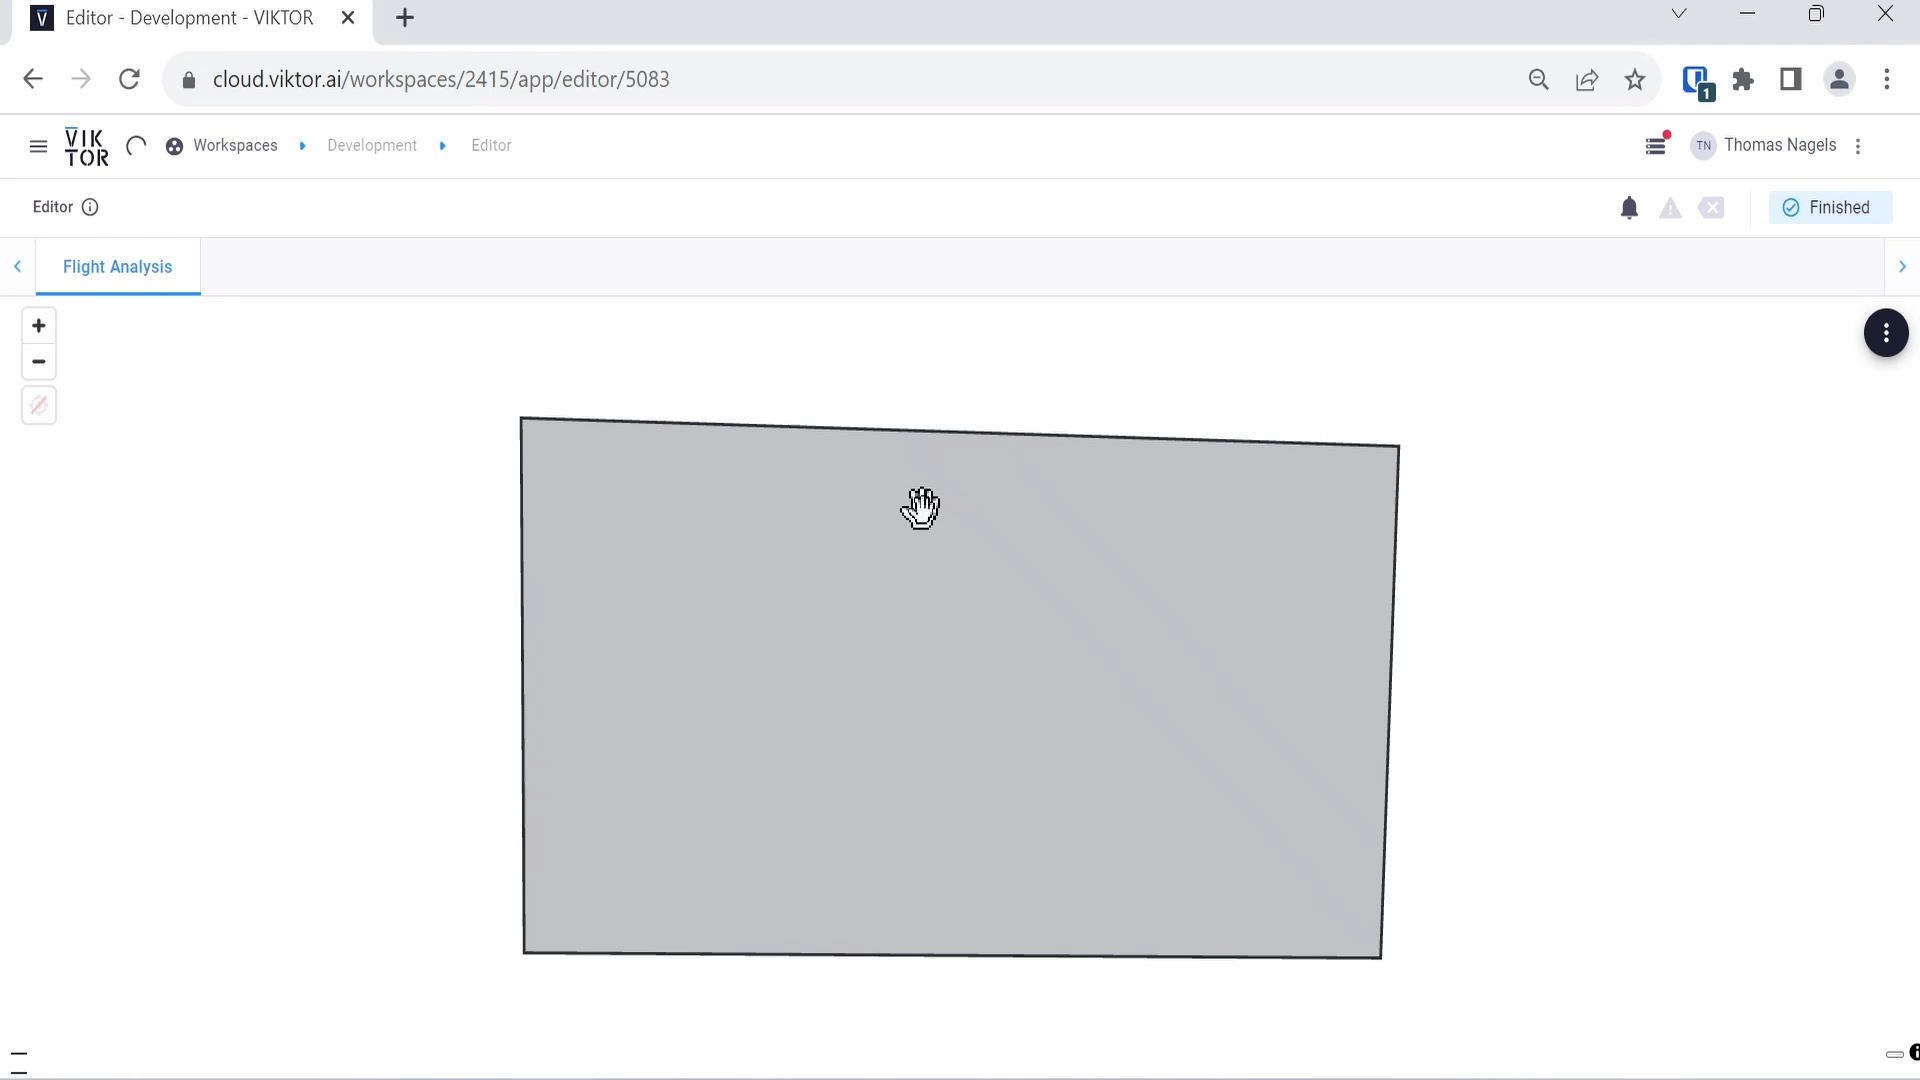 Editor - Development - VIKTOR
cloud.viktor.ai/workspaces/2415/app/editor/5083
1
VIK
TOR
Workspaces
Development
Editor
TN
Thomas Nagels
Editor
Finished
Flight Analysis